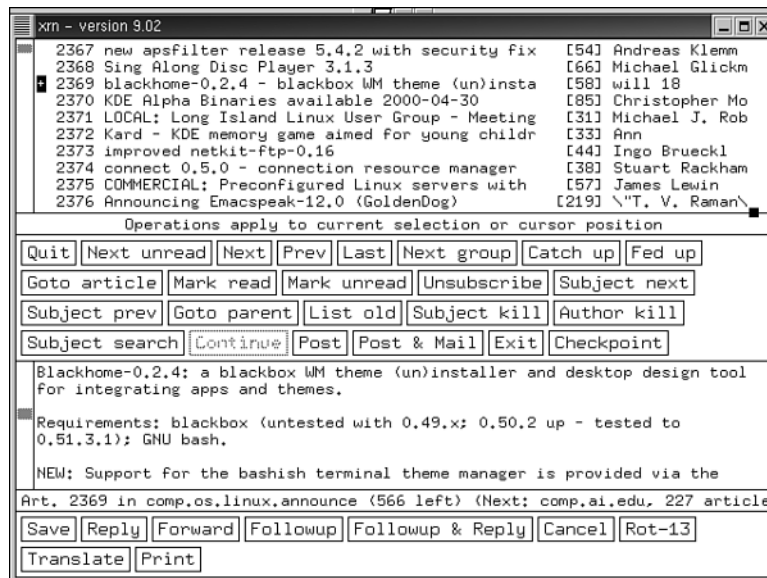 xrn - version 9.02
2367 new apsfilter release 5.4.2 with security fix [54] Andreas Klemm
2368 Sing Along Disc Player 3.1.3 [66] Michael Glickm
+ 2369 blackhome-0.2.4 - blackbox WM theme (un)insta [58] will 18
2370 KDE Alpha Binaries available 2000-04-30 [85] Christopher Mo
2371 LOCAL: Long Island Linux User Group - Meeting [31] Michael J. Rob
2372 Kard - KDE memory game aimed for young childr [33] Ann
2373 improved netkit-ftp-0.16 [44] Ingo Brueckl
2374 connect 0.5.0 - connection resource manager [38] Stuart Rackham
2375 COMMERCIAL: Preconfigured Linux servers with [57] James Lewin
2376 Announcing Emacspeak-12.0 (GoldenDog) [219] \"T. V. Raman\
Operations apply to current selection or cursor position
Quit Next unread Next Prev Last Next group Catch up Fed up
Goto article Mark read Mark unread Unsubscribe Subject next
Subject prev Goto parent List old Subject kill Author kill
Subject search Continue Post Post & Mail Exit Checkpoint
Blackhome-0.2.4: a blackbox WM theme (un)installer and desktop design tool
for integrating apps and themes.
Requirements: blackbox (untested with 0.49.x; 0.50.2 up - tested to
0.51.3.1); GNU bash.
NEW: Support for the bashish terminal theme manager is provided via the
Art. 2369 in comp.os.linux.announce (566 left) (Next: comp.ai.edu, 227 article
Save Reply Forward Followup Followup & Reply Cancel Rot-13
Translate Print